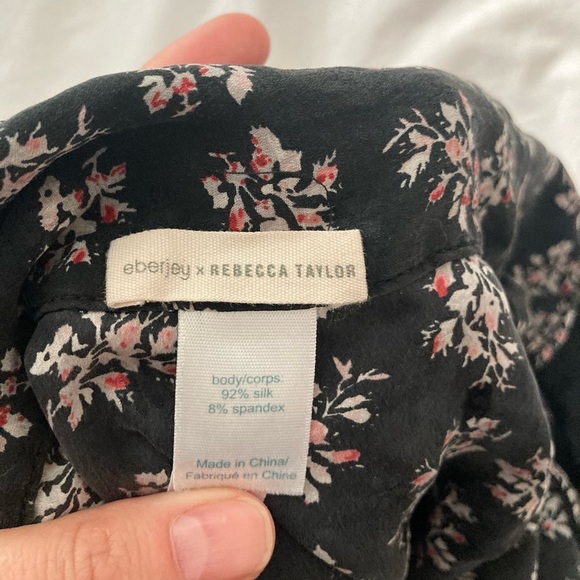 eberjey x REBECCA TAYLOR
body/corps:
92% silk
8% spandex
Made in China/
Fabriqué en Chine